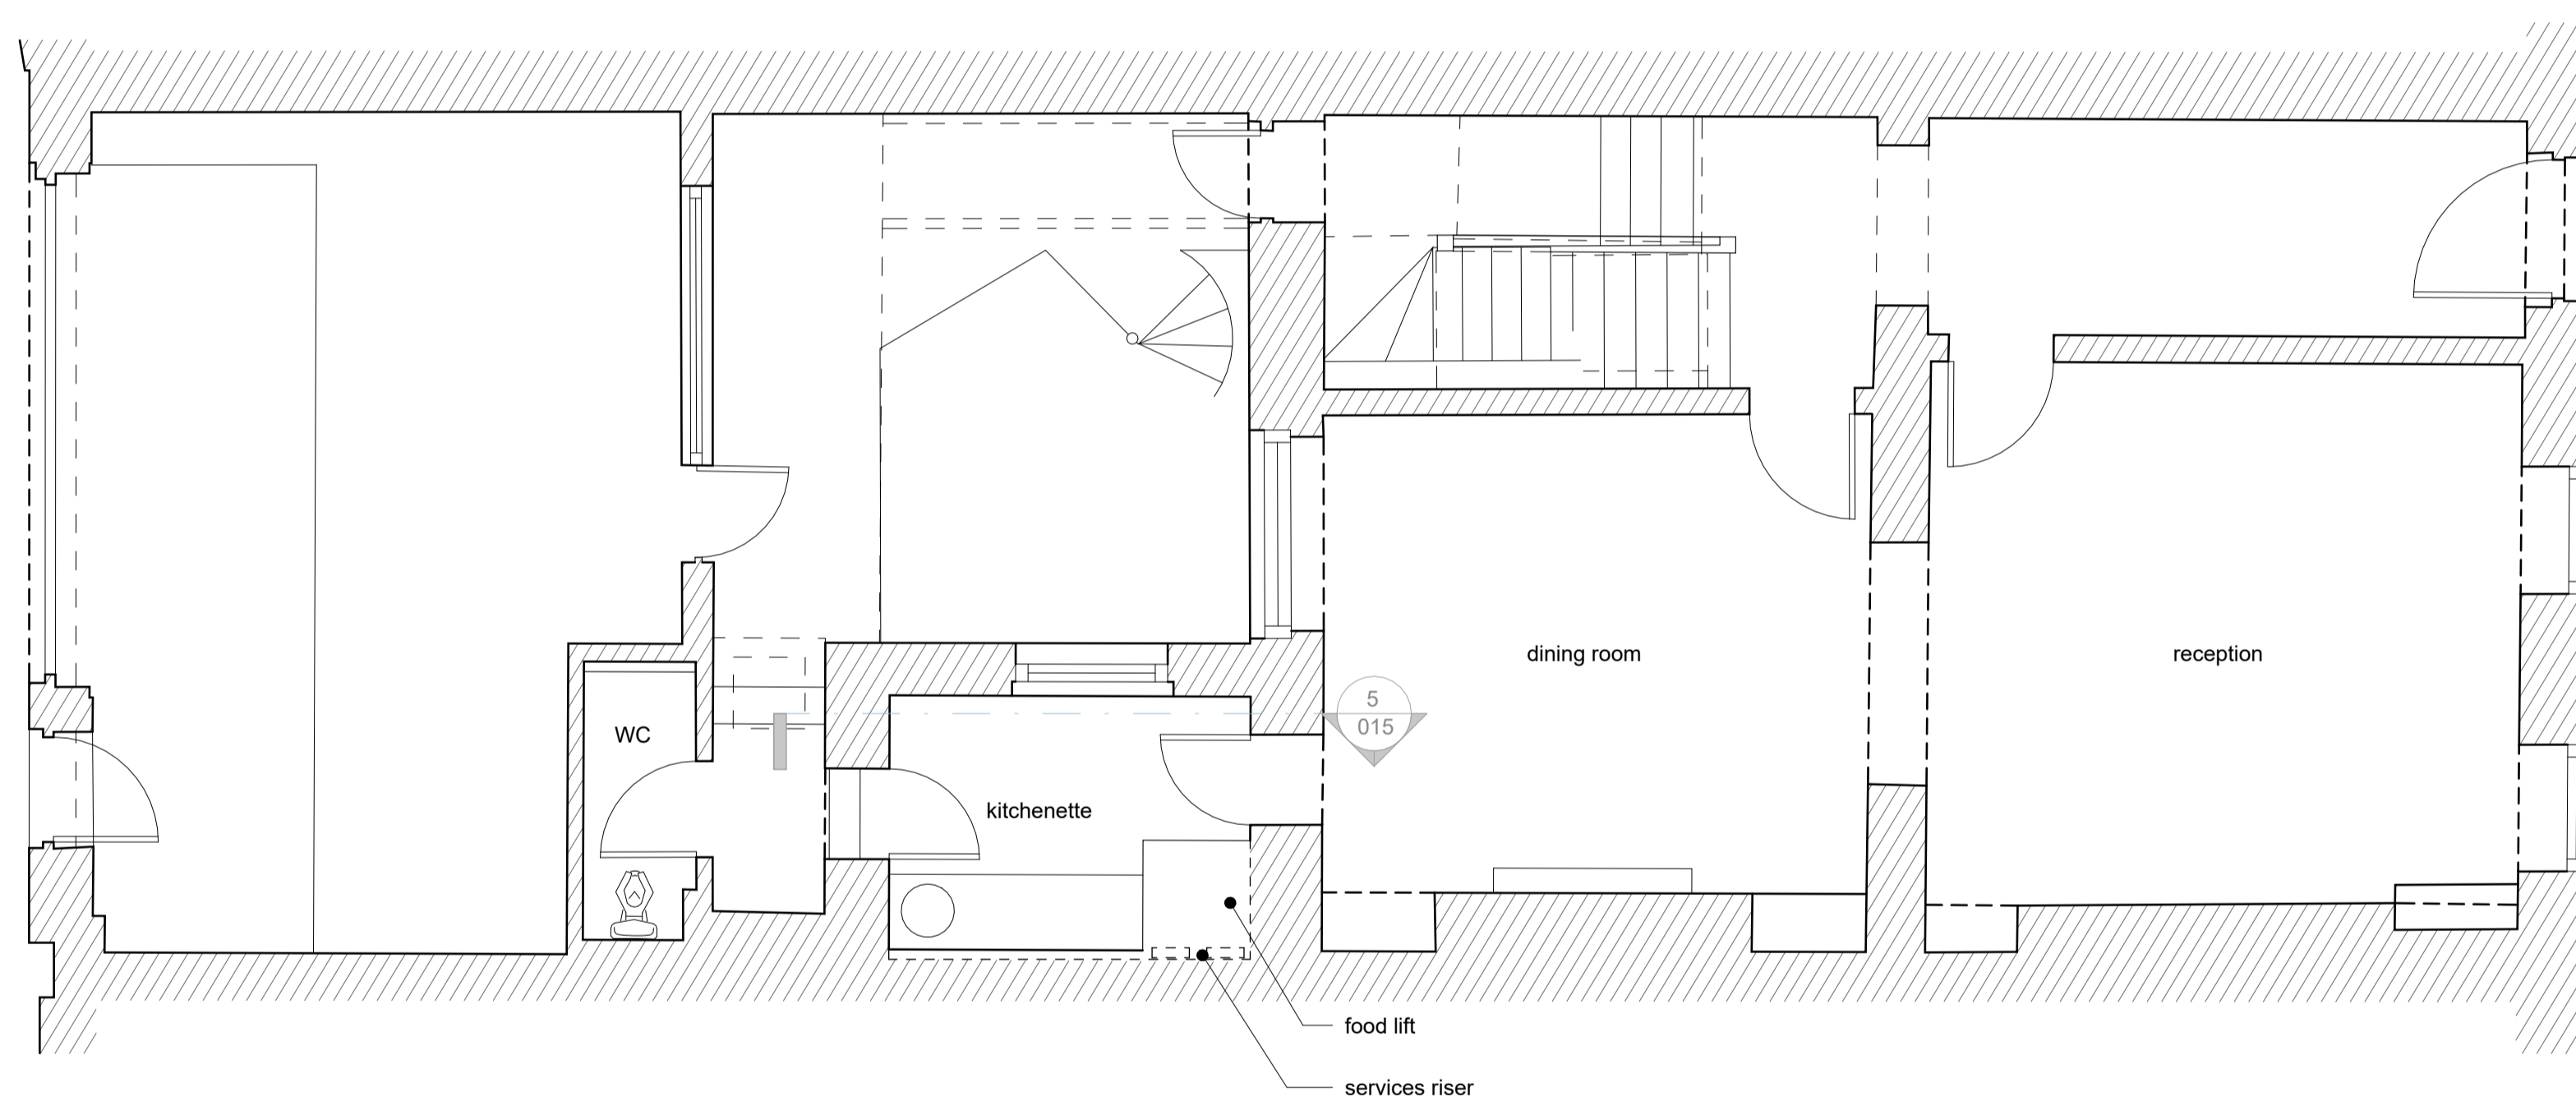 dining room
reception
5
015
WC
kitchenette
food lift
services riser